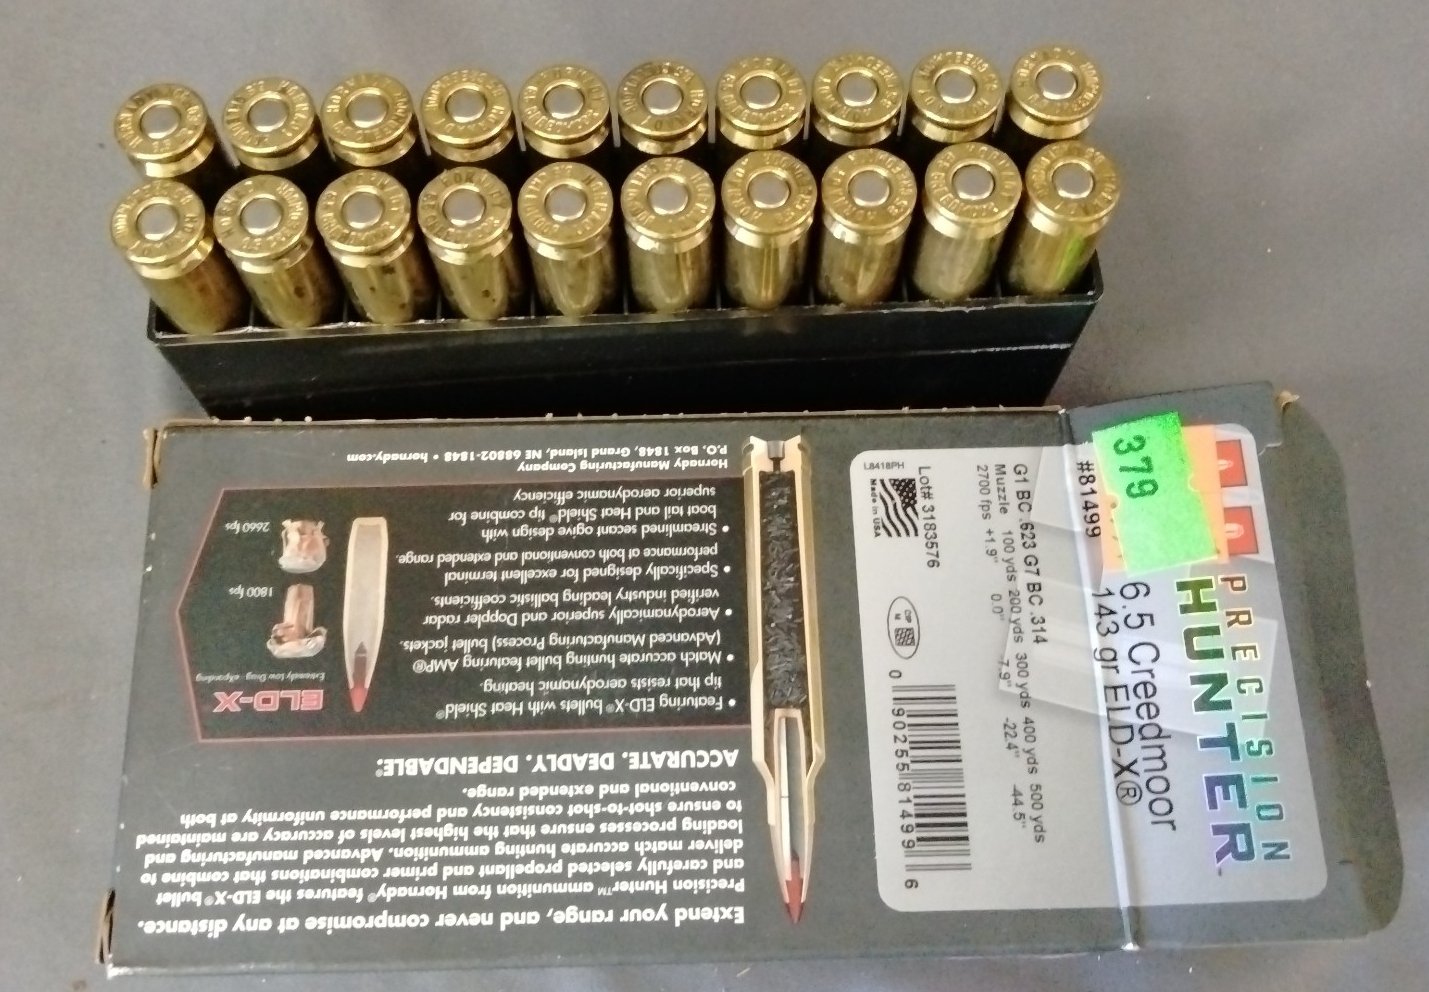 PRECISION
HUNTER™
6.5 Creedmoor
143 gr ELD-X®
379
#81499
G1 BC .623 G7 BC .314
Muzzle 100 yds 200 yds 300 yds 400 yds 500 yds
2700 fps +1.9" 0.0" 7.9" -22.4" -44.5"
Lot# 3183576
L8418PH
Made in USA
CIP
M
0 90255 81499 6
Extend your range, and never compromise at any distance.
Precision Hunter™ ammunition from Hornady® features the ELD-X® bullet
and carefully selected propellant and primer combinations that combine to
deliver match accurate hunting ammunition. Advanced manufacturing and
loading processes ensure that the highest levels of accuracy are maintained
to ensure shot-to-shot consistency and performance uniformity at both
conventional and extended range.
ACCURATE. DEADLY. DEPENDABLE.®
• Featuring ELD-X® bullets with Heat Shield®
tip that resists aerodynamic heating.
• Match accurate hunting bullet featuring AMP®
(Advanced Manufacturing Process) bullet jackets.
• Aerodynamically superior and Doppler radar
verified industry leading ballistic coefficients.
• Specifically designed for excellent terminal
performance at both conventional and extended range.
• Streamlined secant ogive design with
boat tail and Heat Shield® tip combine for
superior aerodynamic efficiency
ELD-X
Extremely Low Drag - eXpanding
1800 fps
2660 fps
Hornady Manufacturing Company
P.O. Box 1848, Grand Island, NE 68802-1848 • hornady.com